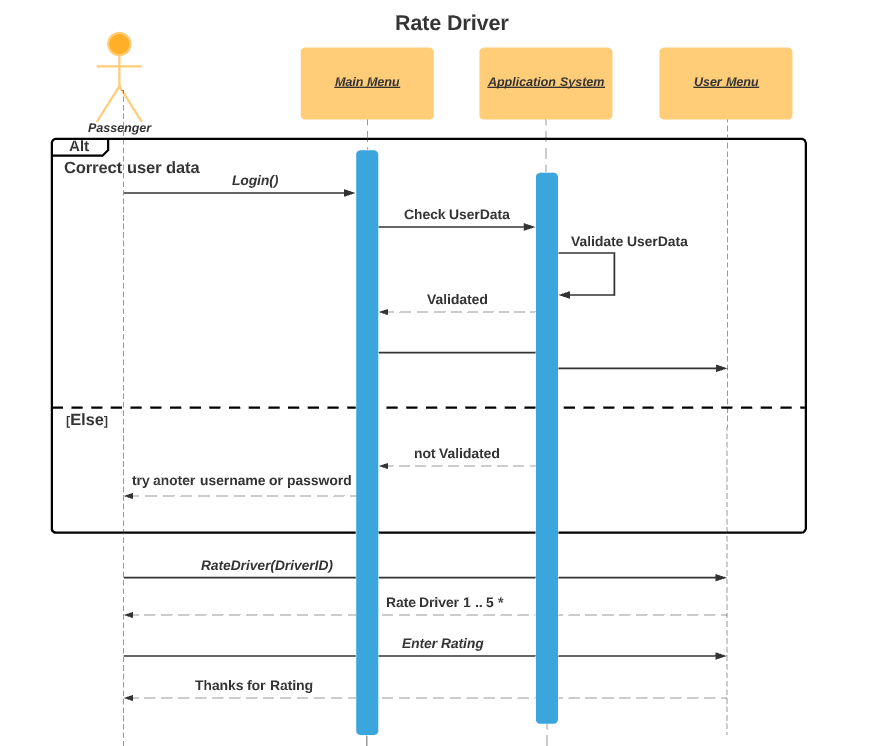 Rate Driver
Main Menu
Application System
User Menu
Passenger
Alt
Correct user data
Login()
Check UserData
Validate UserData
Validated
[Else]
not Validated
try anoter username or password
RateDriver(DriverID)
Rate Driver 1 .. 5 *
Enter Rating
Thanks for Rating